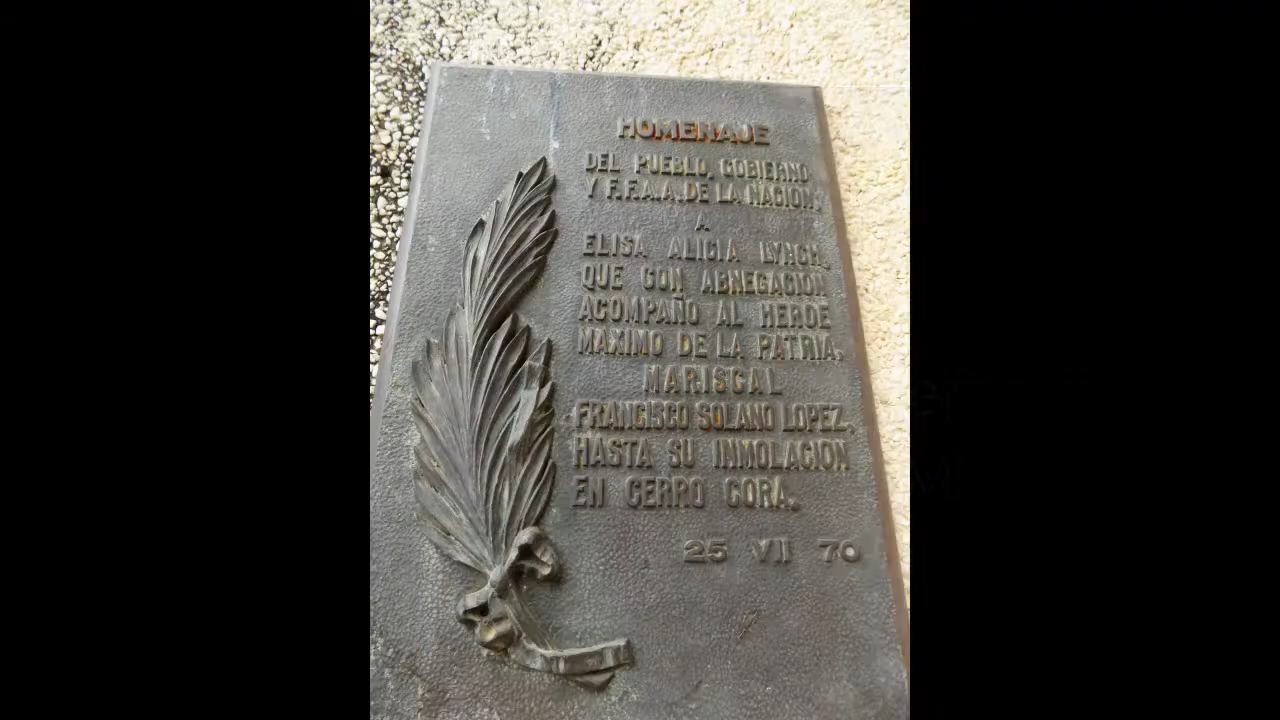 HOMENAJE
DEL PUEBLO, GOBIERNO
Y F.F.A.A. DE LA NACION,
A
ELISA ALICIA LYNCH,
QUE CON ABNEGACION
ACOMPAÑO AL HEROE
MAXIMO DE LA PATRIA,
MARISCAL
FRANCISCO SOLANO LOPEZ,
HASTA SU INMOLACION
EN CERRO CORA.
25 VII 70